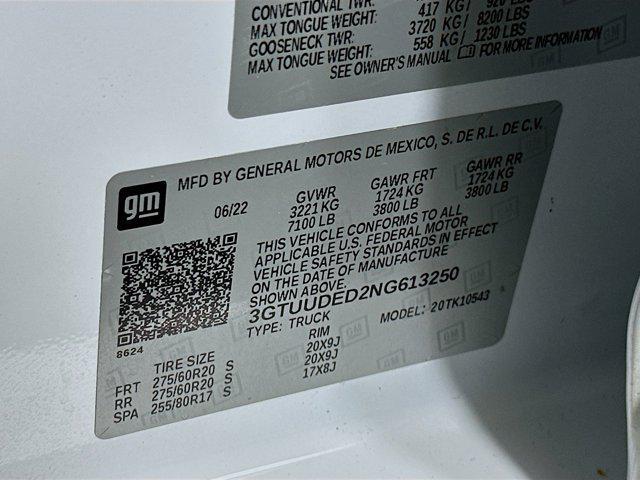 CONVENTIONAL TWR:
MAX TONGUE WEIGHT: 417 KG/ 920 LBS
GOOSENECK TWR: 3720 KG/ 8200 LBS
MAX TONGUE WEIGHT: 558 KG/ 1230 LBS
SEE OWNER'S MANUAL FOR MORE INFORMATION
gm
MFD BY GENERAL MOTORS DE MEXICO, S. DE R.L. DE C.V.
06/22 GVWR GAWR FRT GAWR RR
3221 KG 1724 KG 1724 KG
7100 LB 3800 LB 3800 LB
THIS VEHICLE CONFORMS TO ALL
APPLICABLE U.S. FEDERAL MOTOR
VEHICLE SAFETY STANDARDS IN EFFECT
ON THE DATE OF MANUFACTURE
SHOWN ABOVE.
3GTUUDED2NG613250
TYPE: TRUCK MODEL: 20TK10543
8624
TIRE SIZE RIM
FRT 275/60R20 S 20X9J
RR 275/60R20 S 20X9J
SPA 255/80R17 S 17X8J